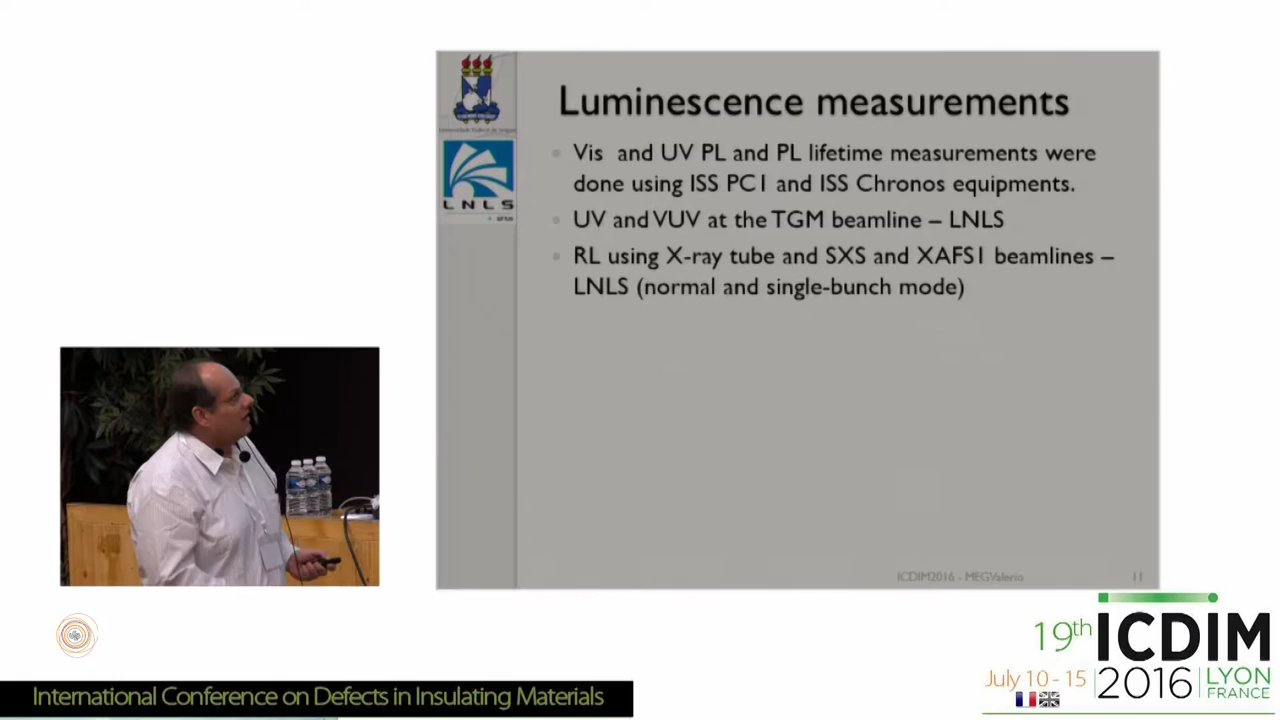 Luminescence measurements
Vis and UV PL and PL lifetime measurements were
done using ISS PC1 and ISS Chronos equipments.
UV and VUV at the TGM beamline – LNLS
RL using X-ray tube and SXS and XAFS1 beamlines –
LNLS (normal and single-bunch mode)
LNLS
ICDIM2016 - MEGValerio
11
19th ICDIM
July 10 - 15 2016 LYON
FRANCE
International Conference on Defects in Insulating Materials